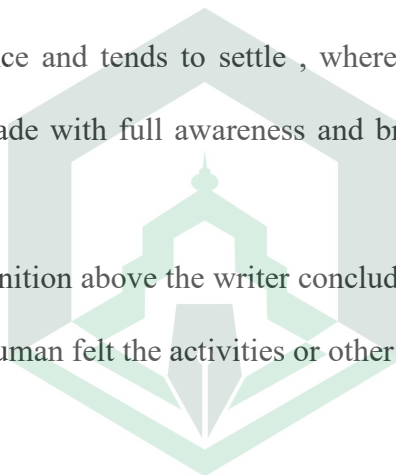 ce and tends to settle , where
ade with full awareness and br
nition above the writer conclud
uman felt the activities or other